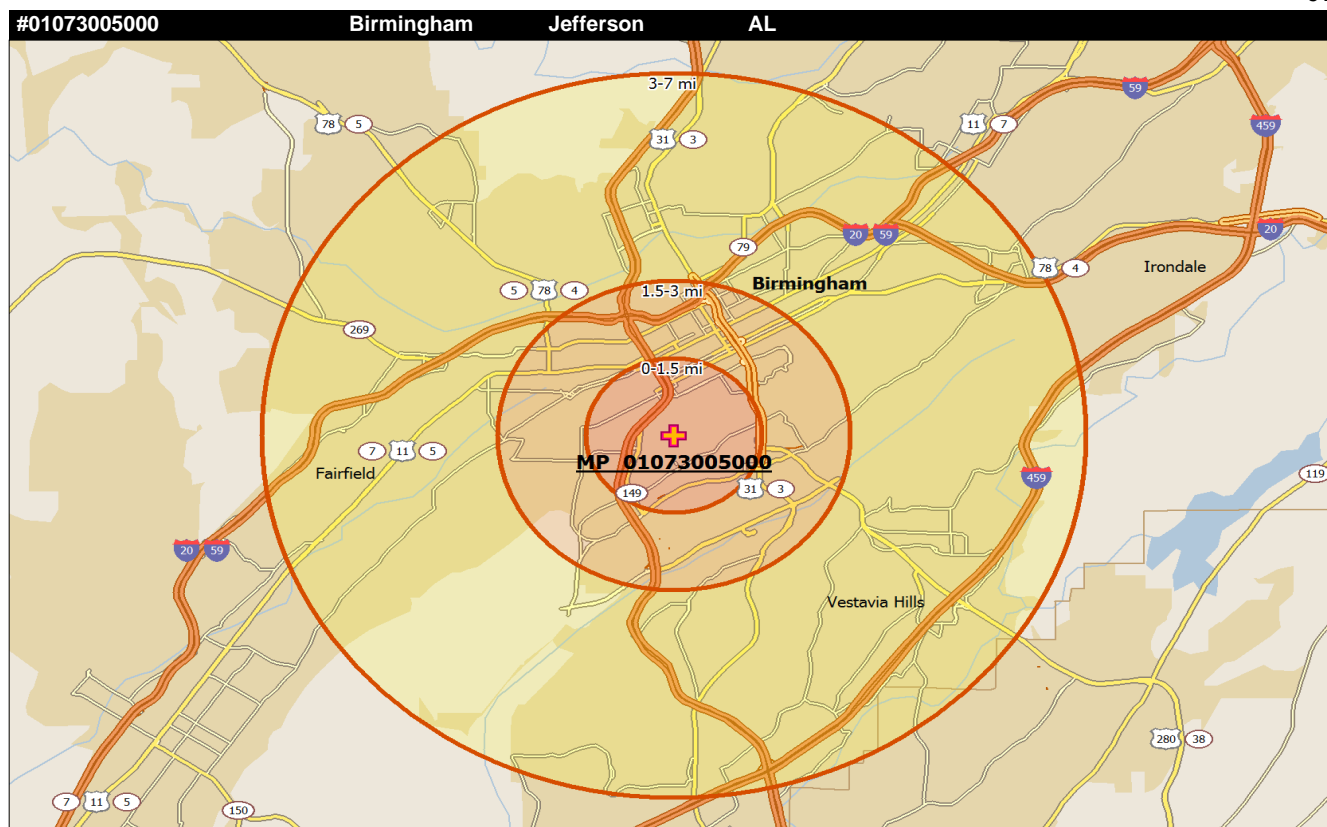 #01073005000 Birmingham Jefferson AL
3-7 mi
59
78 5
11 7
459
31 3
20 59
20
79
78 4
Irondale
Birmingham
5 78 4
1.5-3 mi
269
0-1.5 mi
7 11 5
MP 01073005000
Fairfield
119
459
149
31 3
20 59
Vestavia Hills
280 38
7 11 5
150